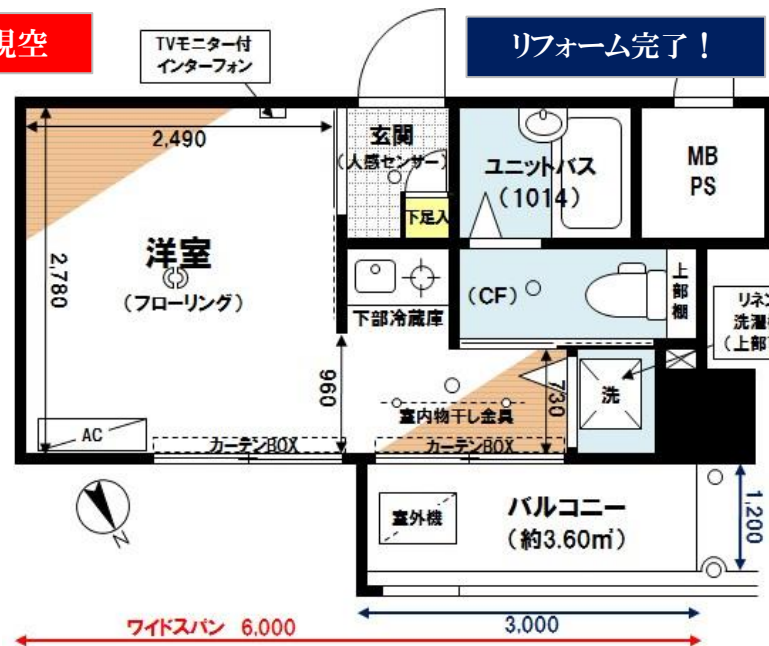 現空
リフォーム完了！
TVモニター付
インターフォン
2,490
玄関
(人感センサー)
下足入
ユニットバス
(1014)
MB
PS
2,780
洋室
(フローリング)
下部冷蔵庫
(CF)
上部棚
リネン
洗濯
(上部
960
730
洗
室内物干し金具
AC
カーテンBOX
カーテンBOX
N
室外機
バルコニー
(約3.60㎡)
1,200
3,000
ワイドスパン 6,000